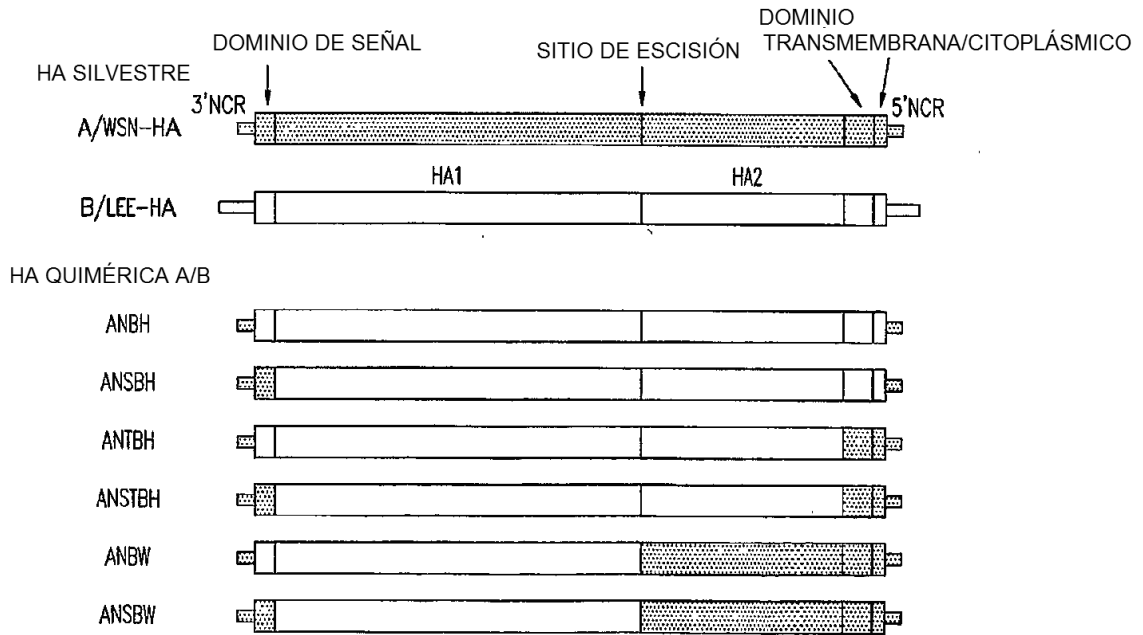 DOMINIO
DOMINIO DE SEÑAL
SITIO DE ESCISIÓN
TRANSMEMBRANA/CITOPLÁSMICO
HA SILVESTRE
3'NCR
5'NCR
A/WSN-HA
HA1
HA2
B/LEE-HA
HA QUIMÉRICA A/B
ANBH
ANSBH
ANTBH
ANSTBH
ANBW
ANSBW